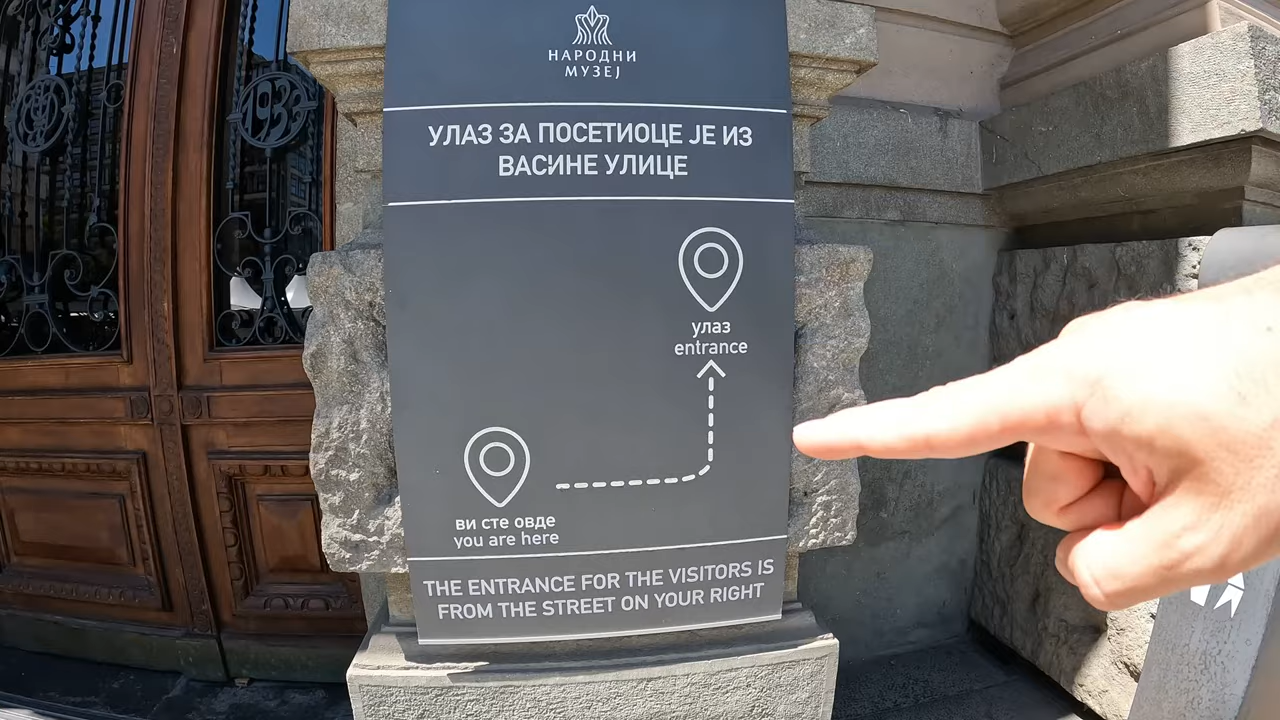 1932
НАРОДНИ
МУЗЕЈ
УЛАЗ ЗА ПОСЕТИОЦЕ ЈЕ ИЗ
ВАСИНЕ УЛИЦЕ
улаз
entrance
ви сте овде
you are here
THE ENTRANCE FOR THE VISITORS IS
FROM THE STREET ON YOUR RIGHT